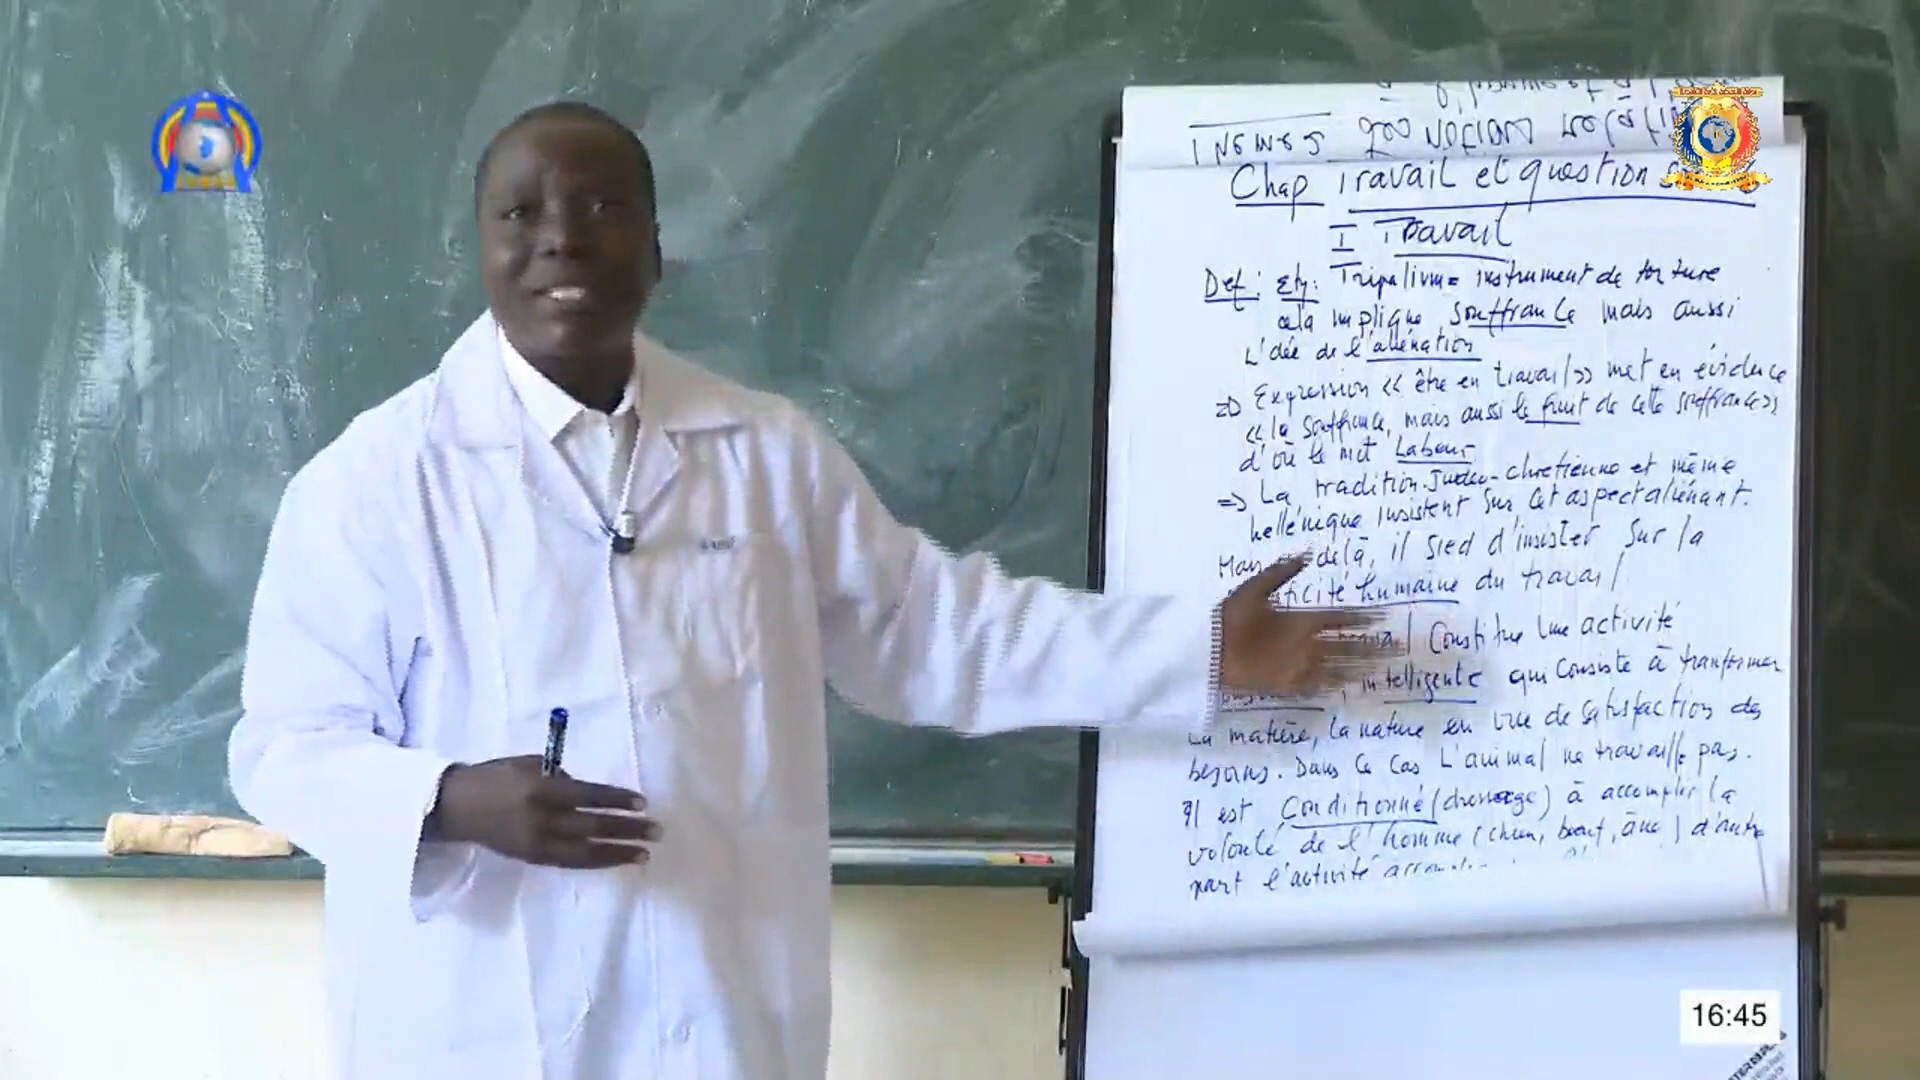 Chap Travail et question
I Travail
Def: Ety: Tripalium = instrument de torture
cela implique souffrance mais aussi
L'idée de l'aliénation
=> Expression << être en travail >> met en évidence
<< la souffrance, mais aussi le fruit de cette souffrance >>
d'où le mot Labeur
=> La tradition Judéo-chrétienne et même
hellénique insistent sur cet aspect aliénant.
Mais delà, il sied d'insister sur la
humaine du travail
constitue une activité
, intelligente qui consiste à transformer
La matière, la nature en vue de satisfaction des
besoins. Dans ce cas L'animal ne travaille pas.
Il est Conditionné (dressage) à accomplir la
volonté de l'homme (chien, bœuf, âne) d'autre
part l'activité
16:45